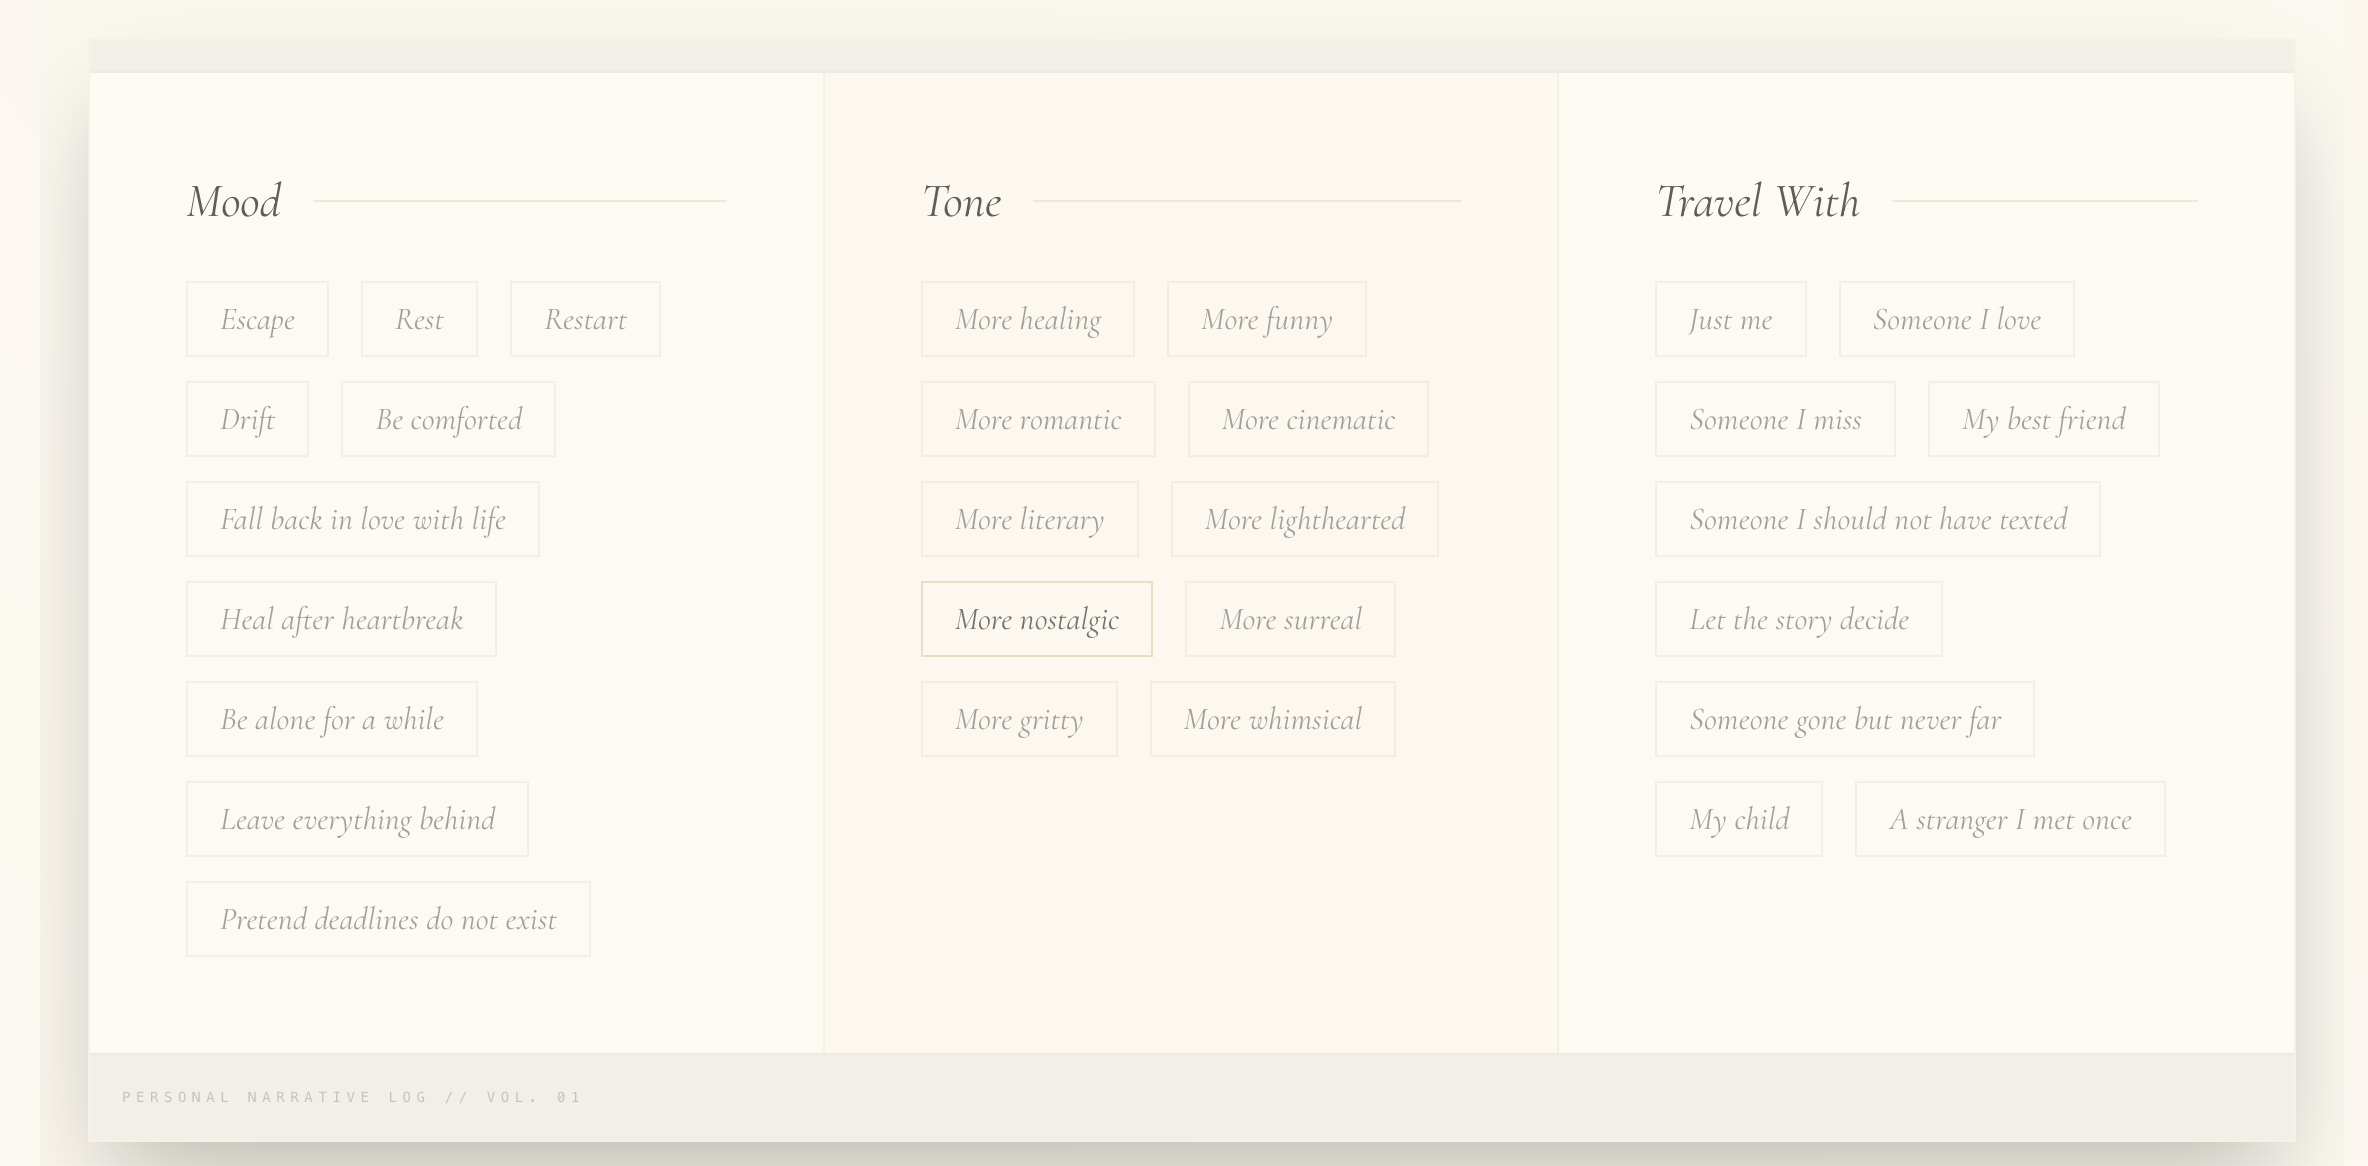 Mood
Escape
Rest
Restart
Drift
Be comforted
Fall back in love with life
Heal after heartbreak
Be alone for a while
Leave everything behind
Pretend deadlines do not exist
Tone
More healing
More funny
More romantic
More cinematic
More literary
More lighthearted
More nostalgic
More surreal
More gritty
More whimsical
Travel With
Just me
Someone I love
Someone I miss
My best friend
Someone I should not have texted
Let the story decide
Someone gone but never far
My child
A stranger I met once
PERSONAL NARRATIVE LOG // VOL. 01